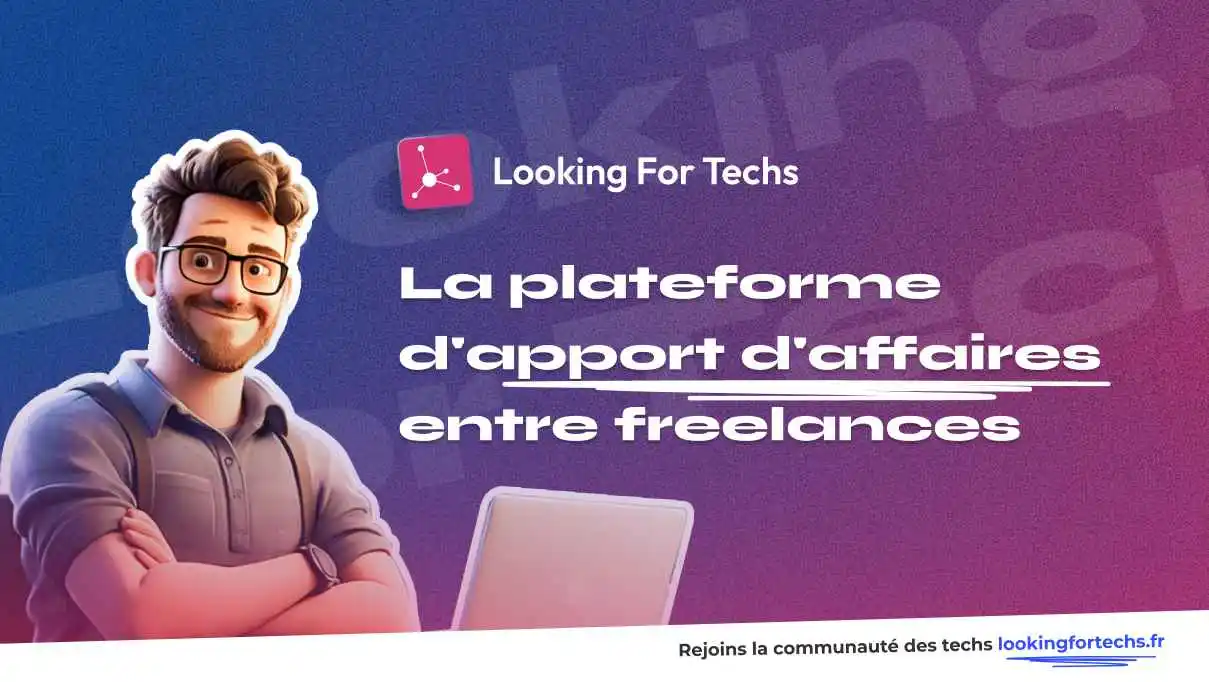 Looking For Techs
La plateforme
d'apport d'affaires
entre freelances
Rejoins la communauté des techs lookingfortechs.fr